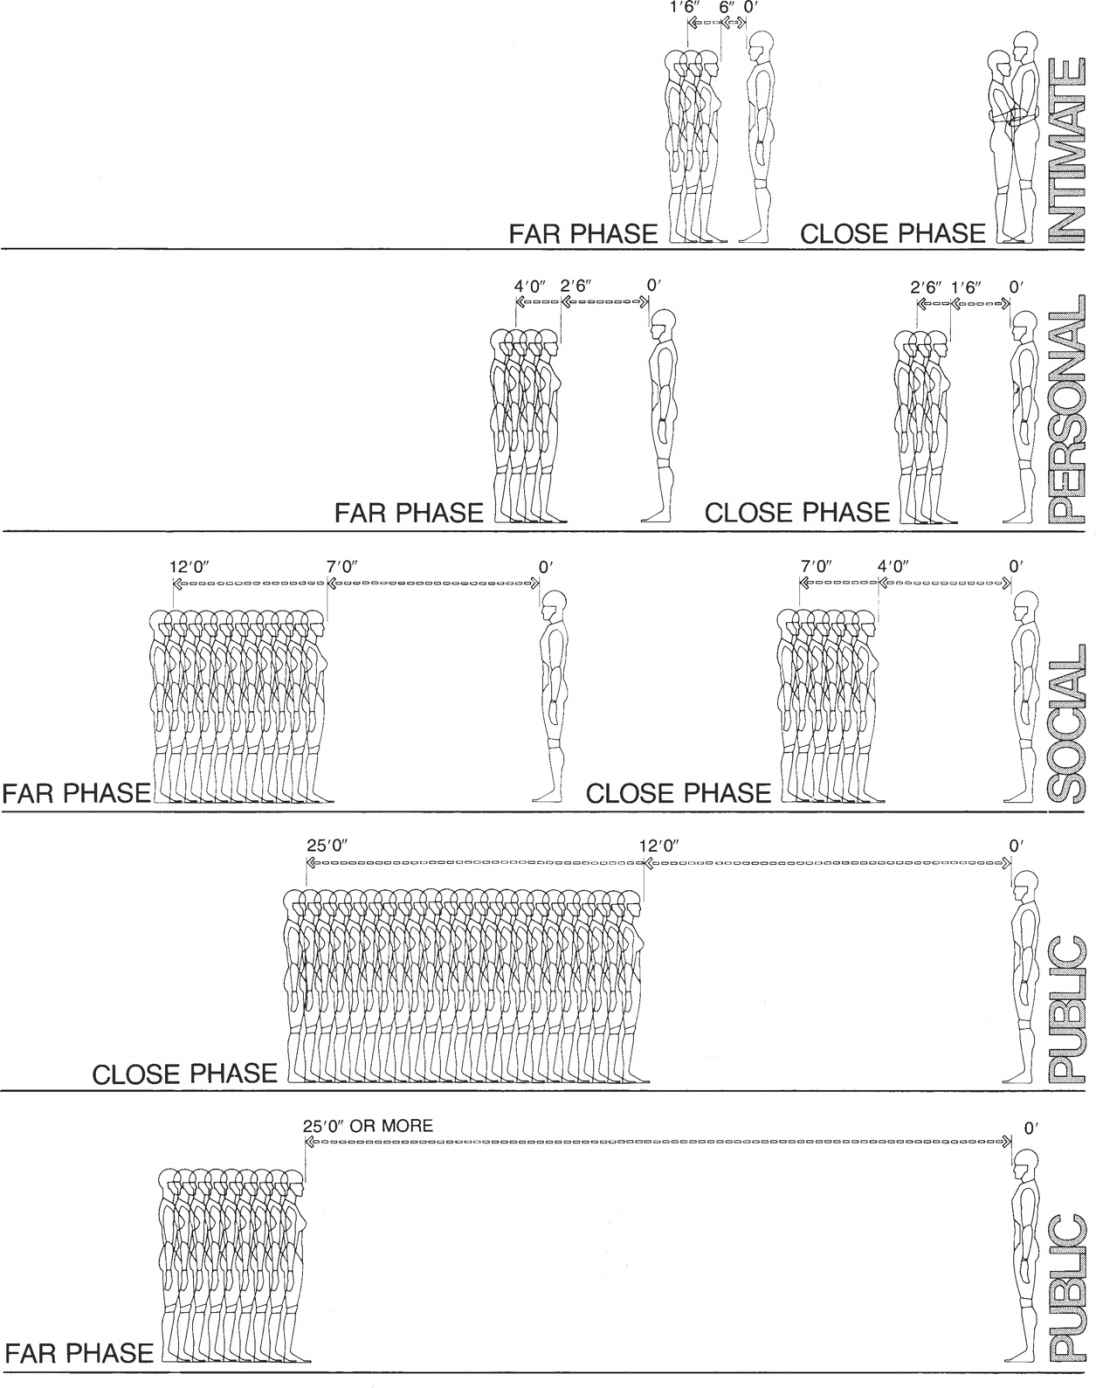 1'6" 6" 0'
FAR PHASE
CLOSE PHASE
INTIMATE
4'0" 2'6" 0'
FAR PHASE
2'6" 1'6" 0'
CLOSE PHASE
PERSONAL
12'0" 7'0" 0'
FAR PHASE
7'0" 4'0" 0'
CLOSE PHASE
SOCIAL
25'0" 12'0" 0'
CLOSE PHASE
PUBLIC
25'0" OR MORE 0'
FAR PHASE
PUBLIC